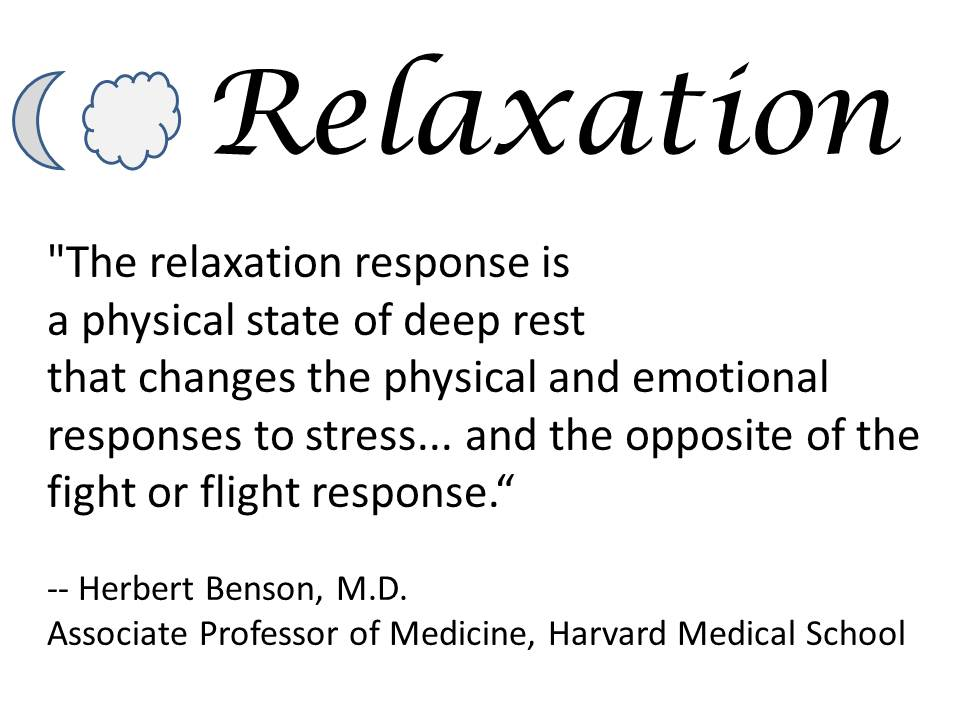 Relaxation
"The relaxation response is
a physical state of deep rest
that changes the physical and emotional
responses to stress... and the opposite of the
fight or flight response.“
-- Herbert Benson, M.D.
Associate Professor of Medicine, Harvard Medical School